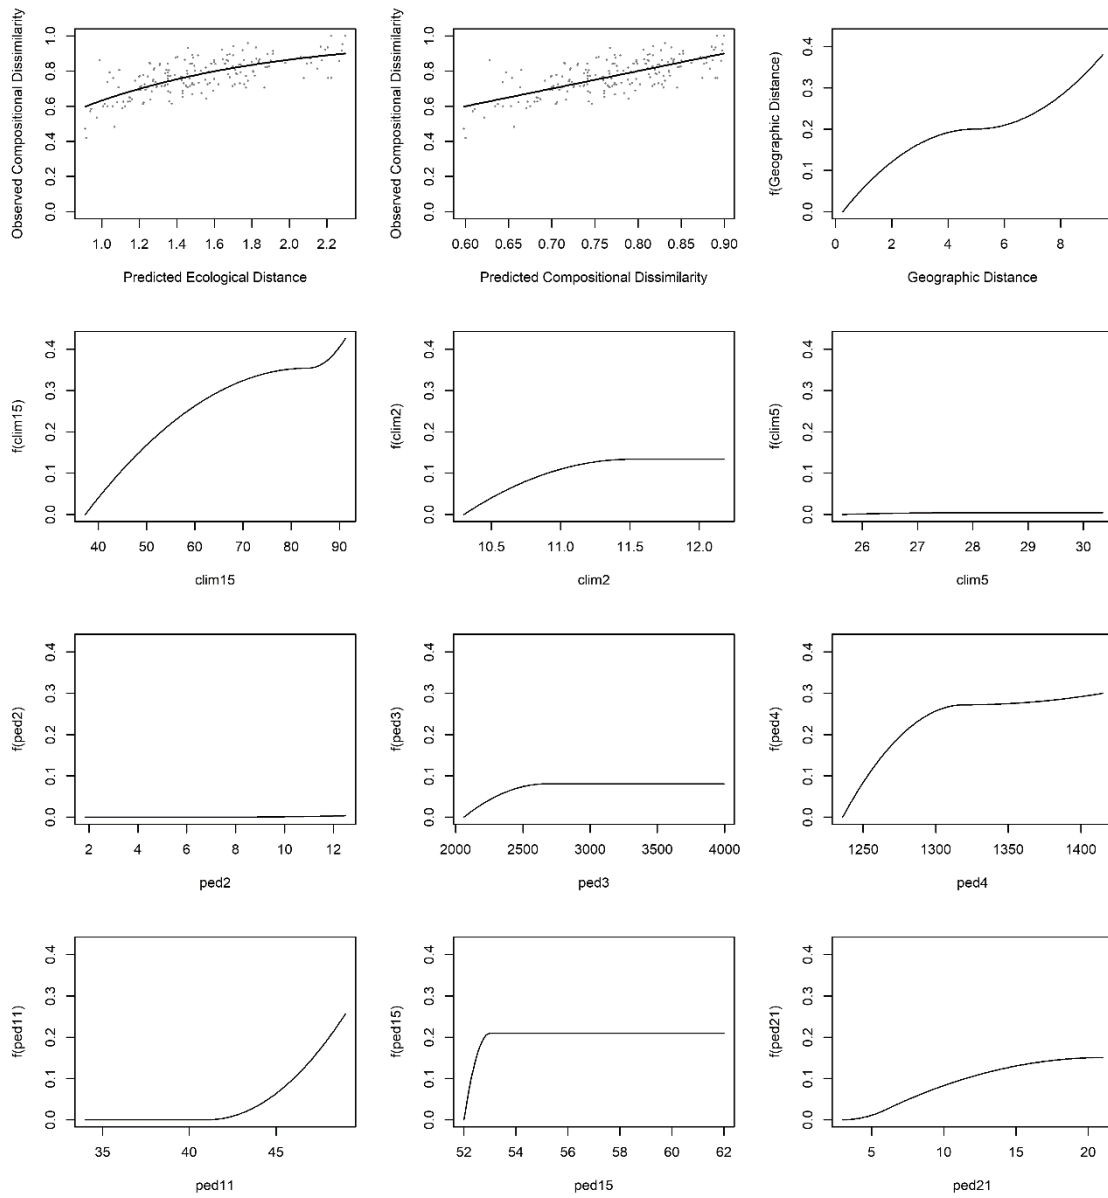 Observed Compositional Dissimilarity
0.0 0.2 0.4 0.6 0.8 1.0
1.0 1.2 1.4 1.6 1.8 2.0 2.2
Predicted Ecological Distance
Observed Compositional Dissimilarity
0.0 0.2 0.4 0.6 0.8 1.0
0.60 0.65 0.70 0.75 0.80 0.85 0.90
Predicted Compositional Dissimilarity
f(Geographic Distance)
0.0 0.1 0.2 0.3 0.4
0 2 4 6 8
Geographic Distance
f(clim15)
0.0 0.1 0.2 0.3 0.4
40 50 60 70 80 90
clim15
f(clim2)
0.0 0.1 0.2 0.3 0.4
10.5 11.0 11.5 12.0
clim2
f(clim5)
0.0 0.1 0.2 0.3 0.4
26 27 28 29 30
clim5
f(ped2)
0.0 0.1 0.2 0.3 0.4
2 4 6 8 10 12
ped2
f(ped3)
0.0 0.1 0.2 0.3 0.4
2000 2500 3000 3500 4000
ped3
f(ped4)
0.0 0.1 0.2 0.3 0.4
1250 1300 1350 1400
ped4
f(ped11)
0.0 0.1 0.2 0.3 0.4
35 40 45
ped11
f(ped15)
0.0 0.1 0.2 0.3 0.4
52 54 56 58 60 62
ped15
f(ped21)
0.0 0.1 0.2 0.3 0.4
5 10 15 20
ped21